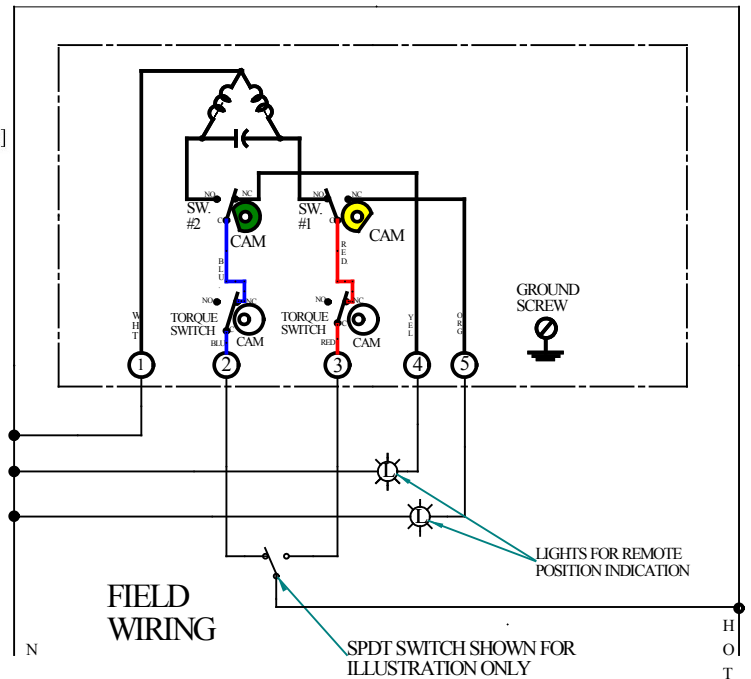 ]
NO
NC
SW.
#2
C
CAM
NO
NC
SW.
#1
C
CAM
BLU
RED
WHT
NO
NC
TORQUE
SWITCH
C
CAM
BLU
NO
NC
TORQUE
SWITCH
C
CAM
RED
YEL
ORG
GROUND
SCREW
1
2
3
4
5
L
L
LIGHTS FOR REMOTE
POSITION INDICATION
FIELD
WIRING
SPDT SWITCH SHOWN FOR
ILLUSTRATION ONLY
N
HOT